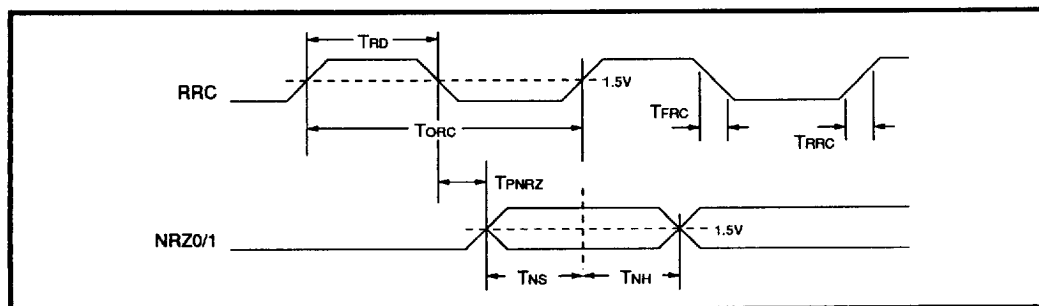 TRD
RRC
1.5V
TFRC
TORC
TRRC
TPNRZ
NRZ0/1
1.5V
TNS
TNH